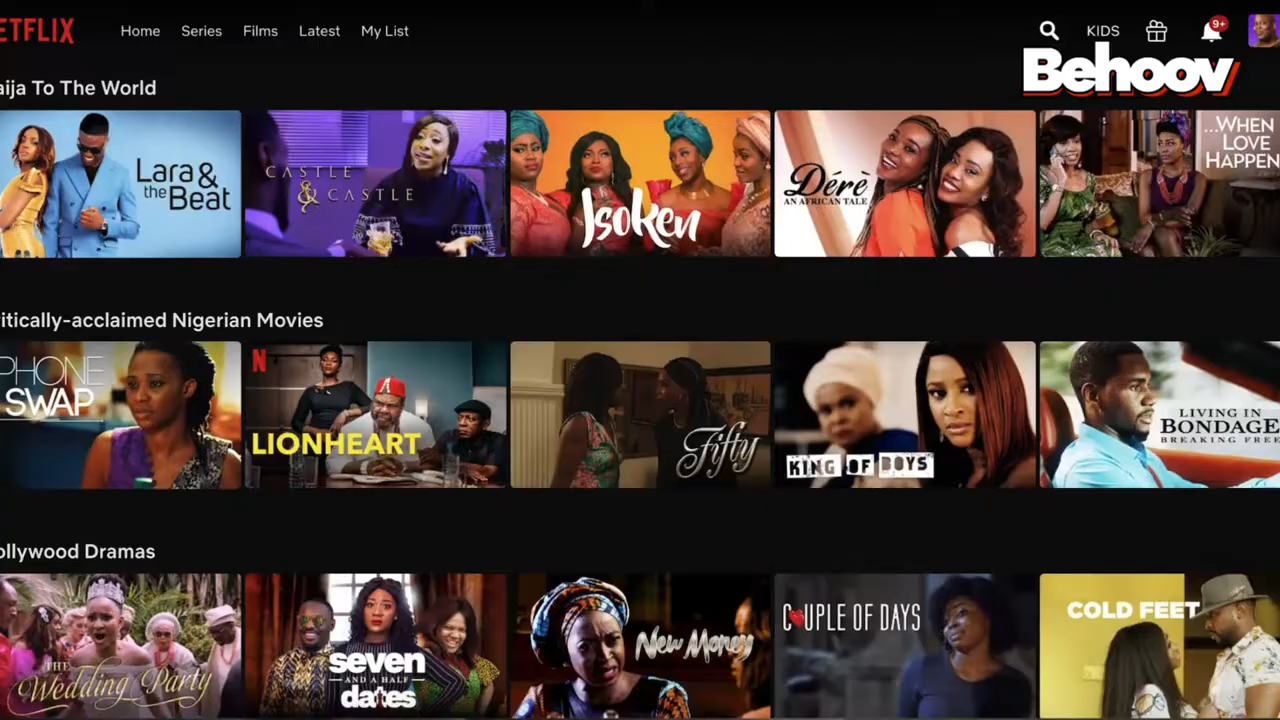 ETFLIX
Home Series Films Latest My List
KIDS
9+
Behoov
aija To The World
Lara &
the Beat
CASTLE
& CASTLE
Isoken
Dérè
AN AFRICAN TALE
...WHEN
LOVE
HAPPEN
itically-acclaimed Nigerian Movies
PHONE
SWAP
N
LIONHEART
Fifty
KING OF BOYS
LIVING IN
BONDAGE
BREAKING FREE
ollywood Dramas
THE
Wedding Party
seven
AND A HALF
dates
New Money
COUPLE OF DAYS
COLD FEET